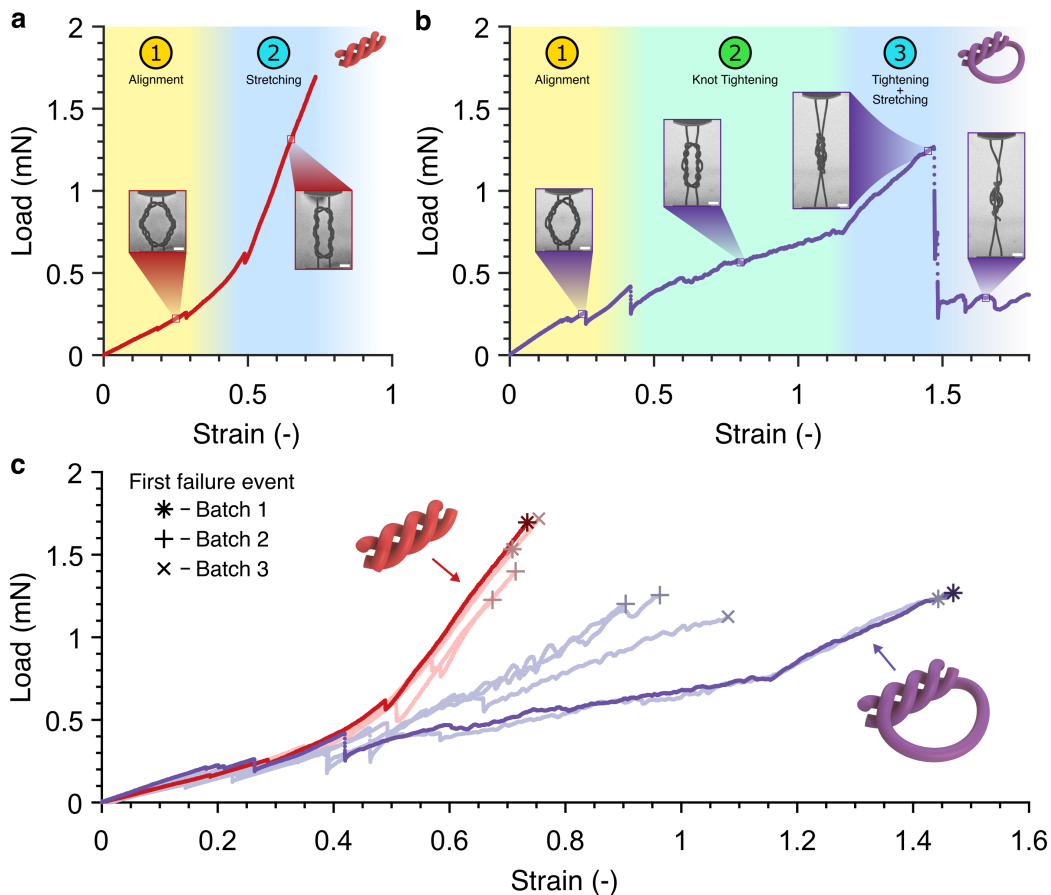 a
2
1.5
1
0.5
0
Load (mN)
0
0.5
1
Strain (-)
1
Alignment
2
Stretching
b
2
1.5
1
0.5
0
Load (mN)
0
0.5
1
1.5
Strain (-)
1
Alignment
2
Knot Tightening
3
Tightening
+
Stretching
c
2
1.5
1
0.5
0
Load (mN)
First failure event
– Batch 1
– Batch 2
– Batch 3
0
0.2
0.4
0.6
0.8
1
1.2
1.4
1.6
Strain (-)